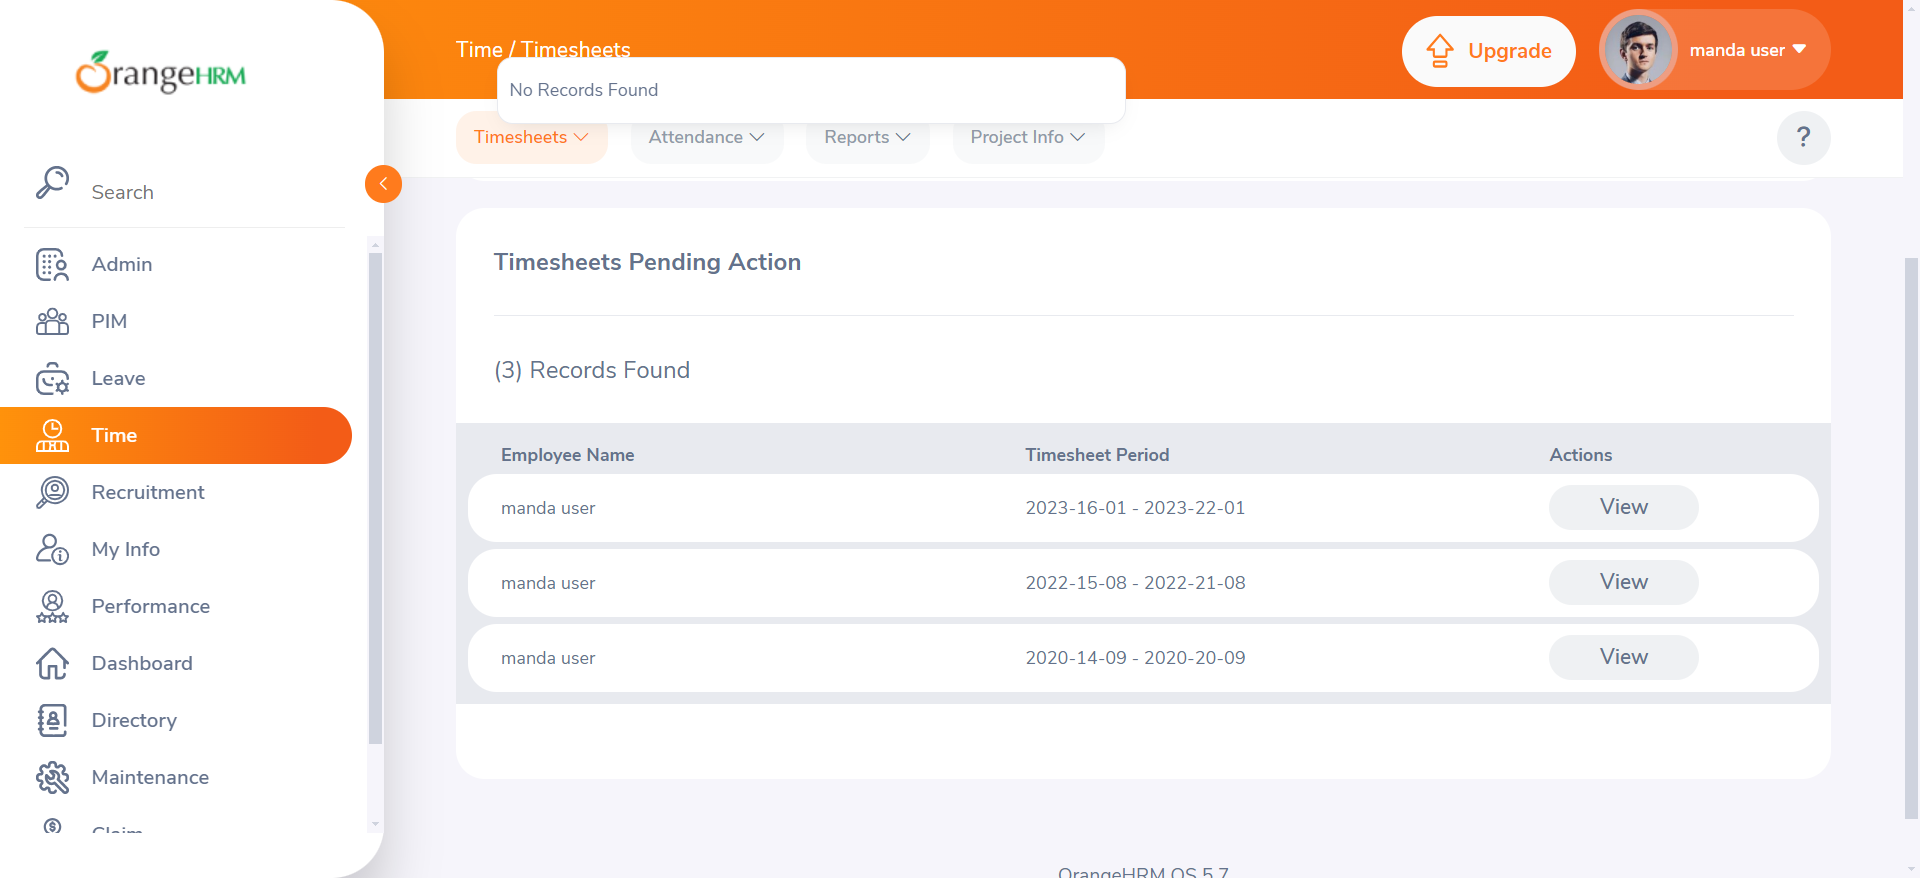 OrangeHRM
Time / Timesheets
No Records Found
Upgrade
manda user
Timesheets
Attendance
Reports
Project Info
?
Search
Admin
PIM
Leave
Time
Recruitment
My Info
Performance
Dashboard
Directory
Maintenance
Claim
Timesheets Pending Action
(3) Records Found
Employee Name Timesheet Period Actions
manda user 2023-16-01 - 2023-22-01 View
manda user 2022-15-08 - 2022-21-08 View
manda user 2020-14-09 - 2020-20-09 View
OrangeHRM OS 5.7